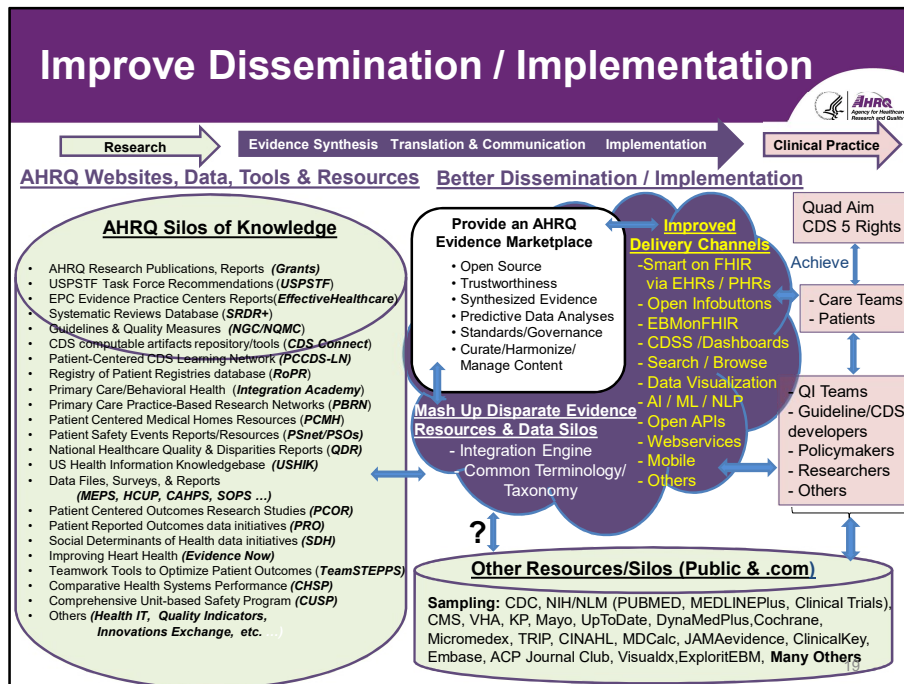 Improve Dissemination / Implementation
AHRQ
Agency for Healthcare
Research and Quality
Research
Evidence Synthesis Translation & Communication Implementation
Clinical Practice
AHRQ Websites, Data, Tools & Resources
Better Dissemination / Implementation
AHRQ Silos of Knowledge
• AHRQ Research Publications, Reports (Grants)
• USPSTF Task Force Recommendations (USPSTF)
• EPC Evidence Practice Centers Reports(EffectiveHealthcare)
• Systematic Reviews Database (SRDR+)
• Guidelines & Quality Measures (NGC/NQMC)
• CDS computable artifacts repository/tools (CDS Connect)
• Patient-Centered CDS Learning Network (PCCDS-LN)
• Registry of Patient Registries database (RoPR)
• Primary Care/Behavioral Health (Integration Academy)
• Primary Care Practice-Based Research Networks (PBRN)
• Patient Centered Medical Homes Resources (PCMH)
• Patient Safety Events Reports/Resources (PSnet/PSOs)
• National Healthcare Quality & Disparities Reports (QDR)
• US Health Information Knowledgebase (USHIK)
• Data Files, Surveys, & Reports
(MEPS, HCUP, CAHPS, SOPS ...)
• Patient Centered Outcomes Research Studies (PCOR)
• Patient Reported Outcomes data initiatives (PRO)
• Social Determinants of Health data initiatives (SDH)
• Improving Heart Health (Evidence Now)
• Teamwork Tools to Optimize Patient Outcomes (TeamSTEPPS)
• Comparative Health Systems Performance (CHSP)
• Comprehensive Unit-based Safety Program (CUSP)
• Others (Health IT, Quality Indicators,
Innovations Exchange, etc. ...)
Provide an AHRQ
Evidence Marketplace
• Open Source
• Trustworthiness
• Synthesized Evidence
• Predictive Data Analyses
• Standards/Governance
• Curate/Harmonize/
Manage Content
Mash Up Disparate Evidence
Resources & Data Silos
- Integration Engine
- Common Terminology/
Taxonomy
Improved
Delivery Channels
-Smart on FHIR
via EHRs / PHRs
- Open Infobuttons
- EBMonFHIR
- CDSS /Dashboards
- Search / Browse
- Data Visualization
- AI / ML / NLP
- Open APIs
- Webservices
- Mobile
- Others
Quad Aim
CDS 5 Rights
Achieve
- Care Teams
- Patients
- QI Teams
- Guideline/CDS
developers
- Policymakers
- Researchers
- Others
?
Other Resources/Silos (Public & .com)
Sampling: CDC, NIH/NLM (PUBMED, MEDLINEPlus, Clinical Trials),
CMS, VHA, KP, Mayo, UpToDate, DynaMedPlus,Cochrane,
Micromedex, TRIP, CINAHL, MDCalc, JAMAevidence, ClinicalKey,
Embase, ACP Journal Club, Visualdx,ExploritEBM, Many Others
19